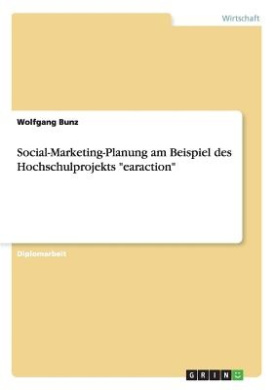 Wirtschaft
Wolfgang Bunz
Social-Marketing-Planung am Beispiel des
Hochschulprojekts "earaction"
Diplomarbeit
GRIN